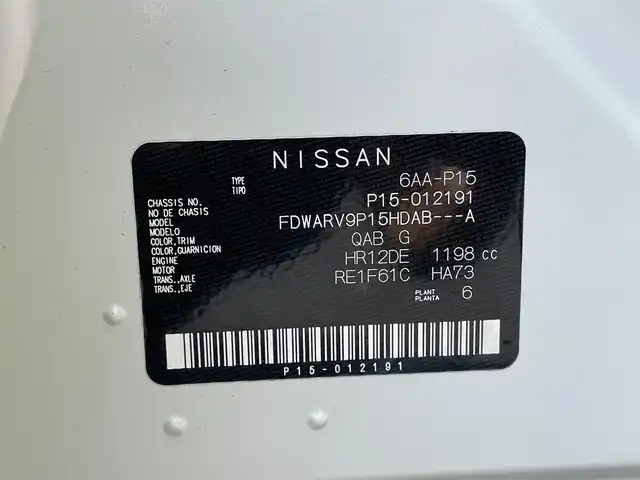 NISSAN
TYPE
TIPO
6AA-P15
CHASSIS NO.
NO DE CHASSIS
P15-012191
MODEL
MODELO
FDWARV9P15HDAB---A
COLOR,TRIM
COLOR,GUARNICION
QAB G
ENGINE
MOTOR
HR12DE 1198 cc
TRANS.,AXLE
TRANS.,EJE
RE1F61C HA73
PLANT
PLANTA
6
P15-012191